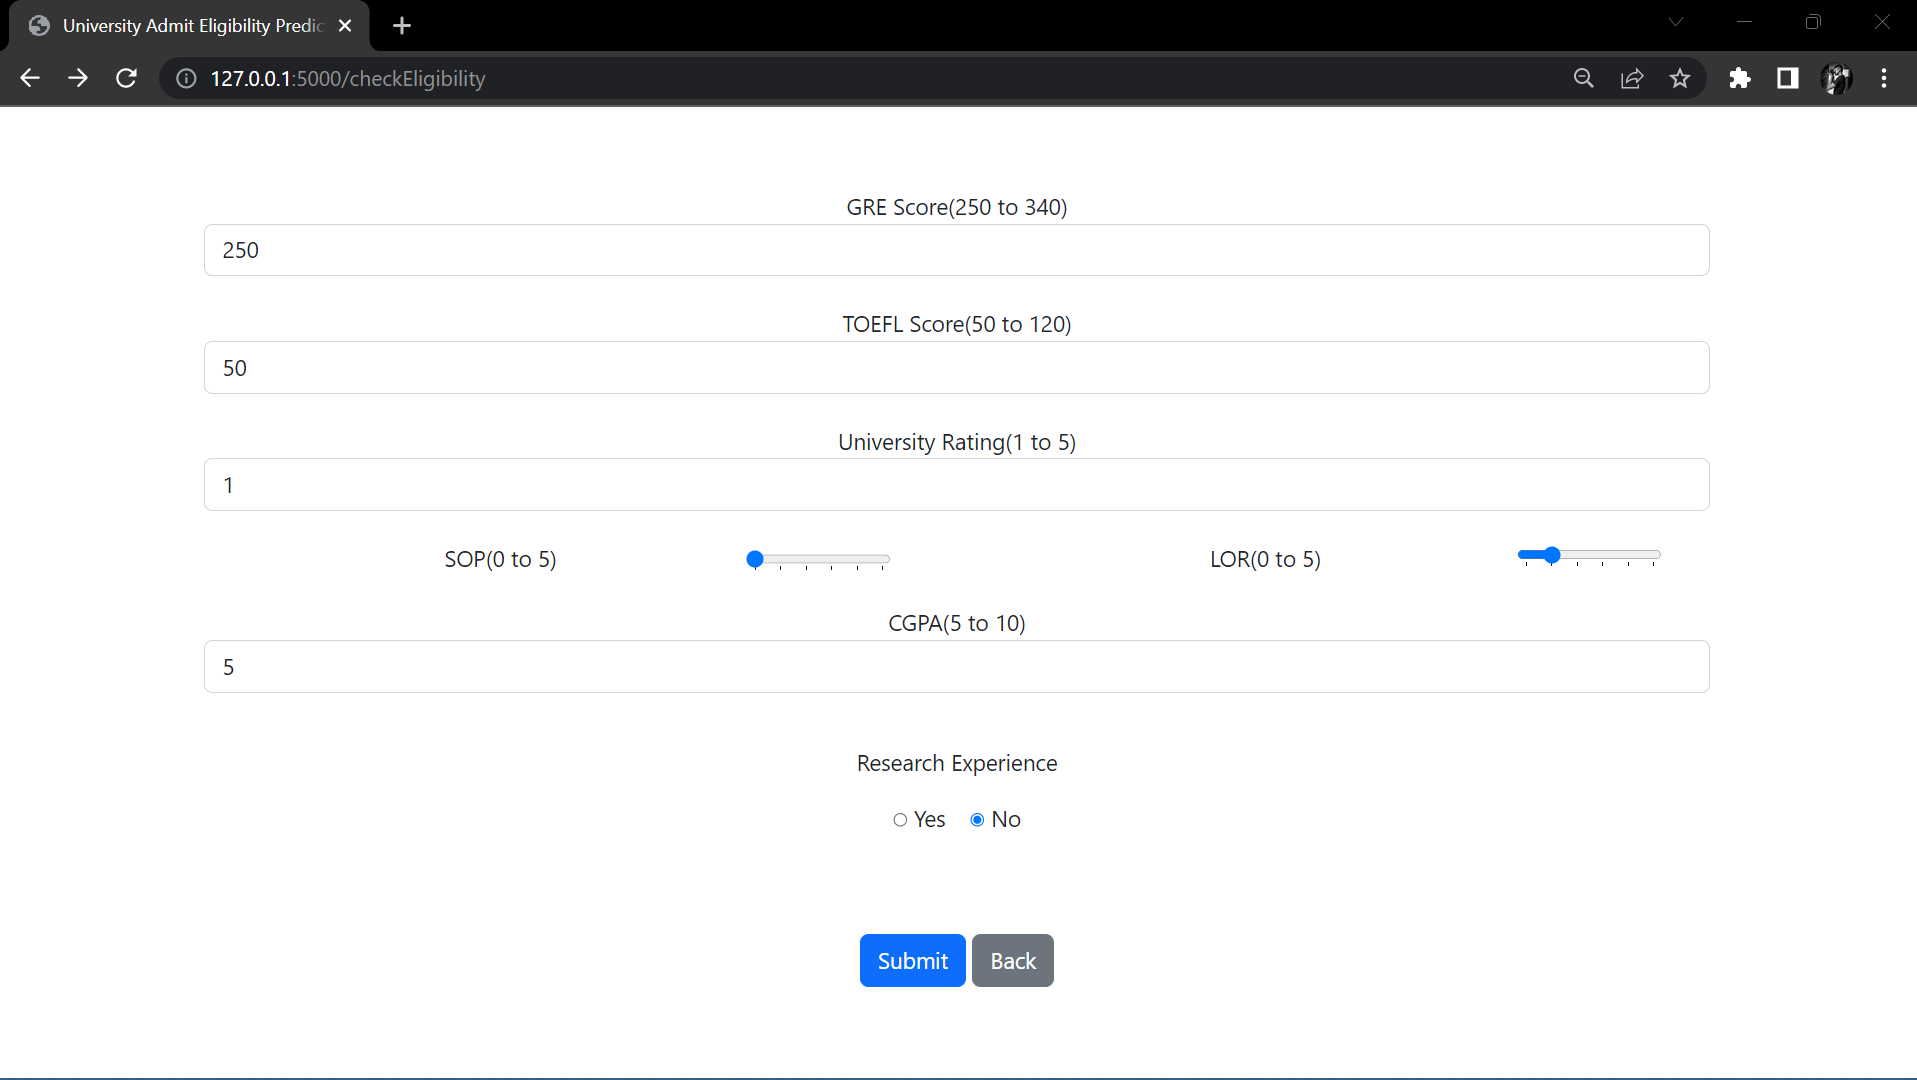 University Admit Eligibility Predic
127.0.0.1:5000/checkEligibility
GRE Score(250 to 340)
250
TOEFL Score(50 to 120)
50
University Rating(1 to 5)
1
SOP(0 to 5) LOR(0 to 5)
CGPA(5 to 10)
5
Research Experience
Yes No
Submit Back